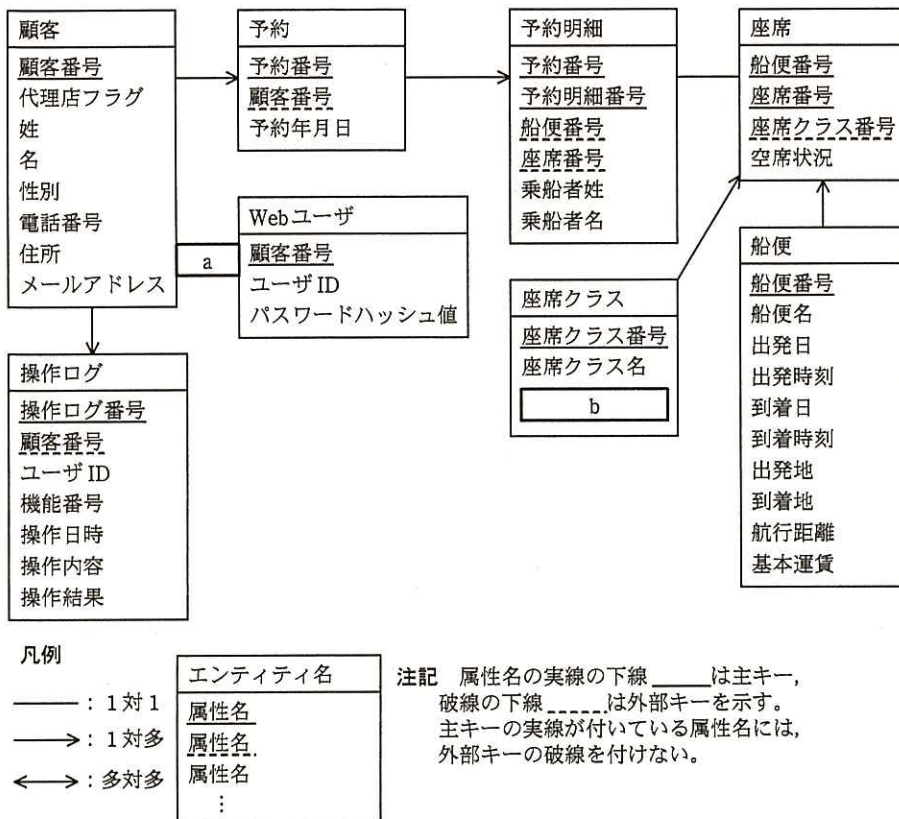 顧客
顧客番号
代理店フラグ
姓
名
性別
電話番号
住所
メールアドレス
予約
予約番号
顧客番号
予約年月日
予約明細
予約番号
予約明細番号
船便番号
座席番号
乗船者姓
乗船者名
座席
船便番号
座席番号
座席クラス番号
空席状況
a
Webユーザ
顧客番号
ユーザID
パスワードハッシュ値
座席クラス
座席クラス番号
座席クラス名
b
船便
船便番号
船便名
出発日
出発時刻
到着日
到着時刻
出発地
到着地
航行距離
基本運賃
操作ログ
操作ログ番号
顧客番号
ユーザID
機能番号
操作日時
操作内容
操作結果
凡例
：1対1
：1対多
：多対多
エンティティ名
属性名
属性名
属性名
⋮
注記 属性名の実線の下線＿＿＿は主キー，
破線の下線＿＿＿は外部キーを示す。
主キーの実線が付いている属性名には，
外部キーの破線を付けない。